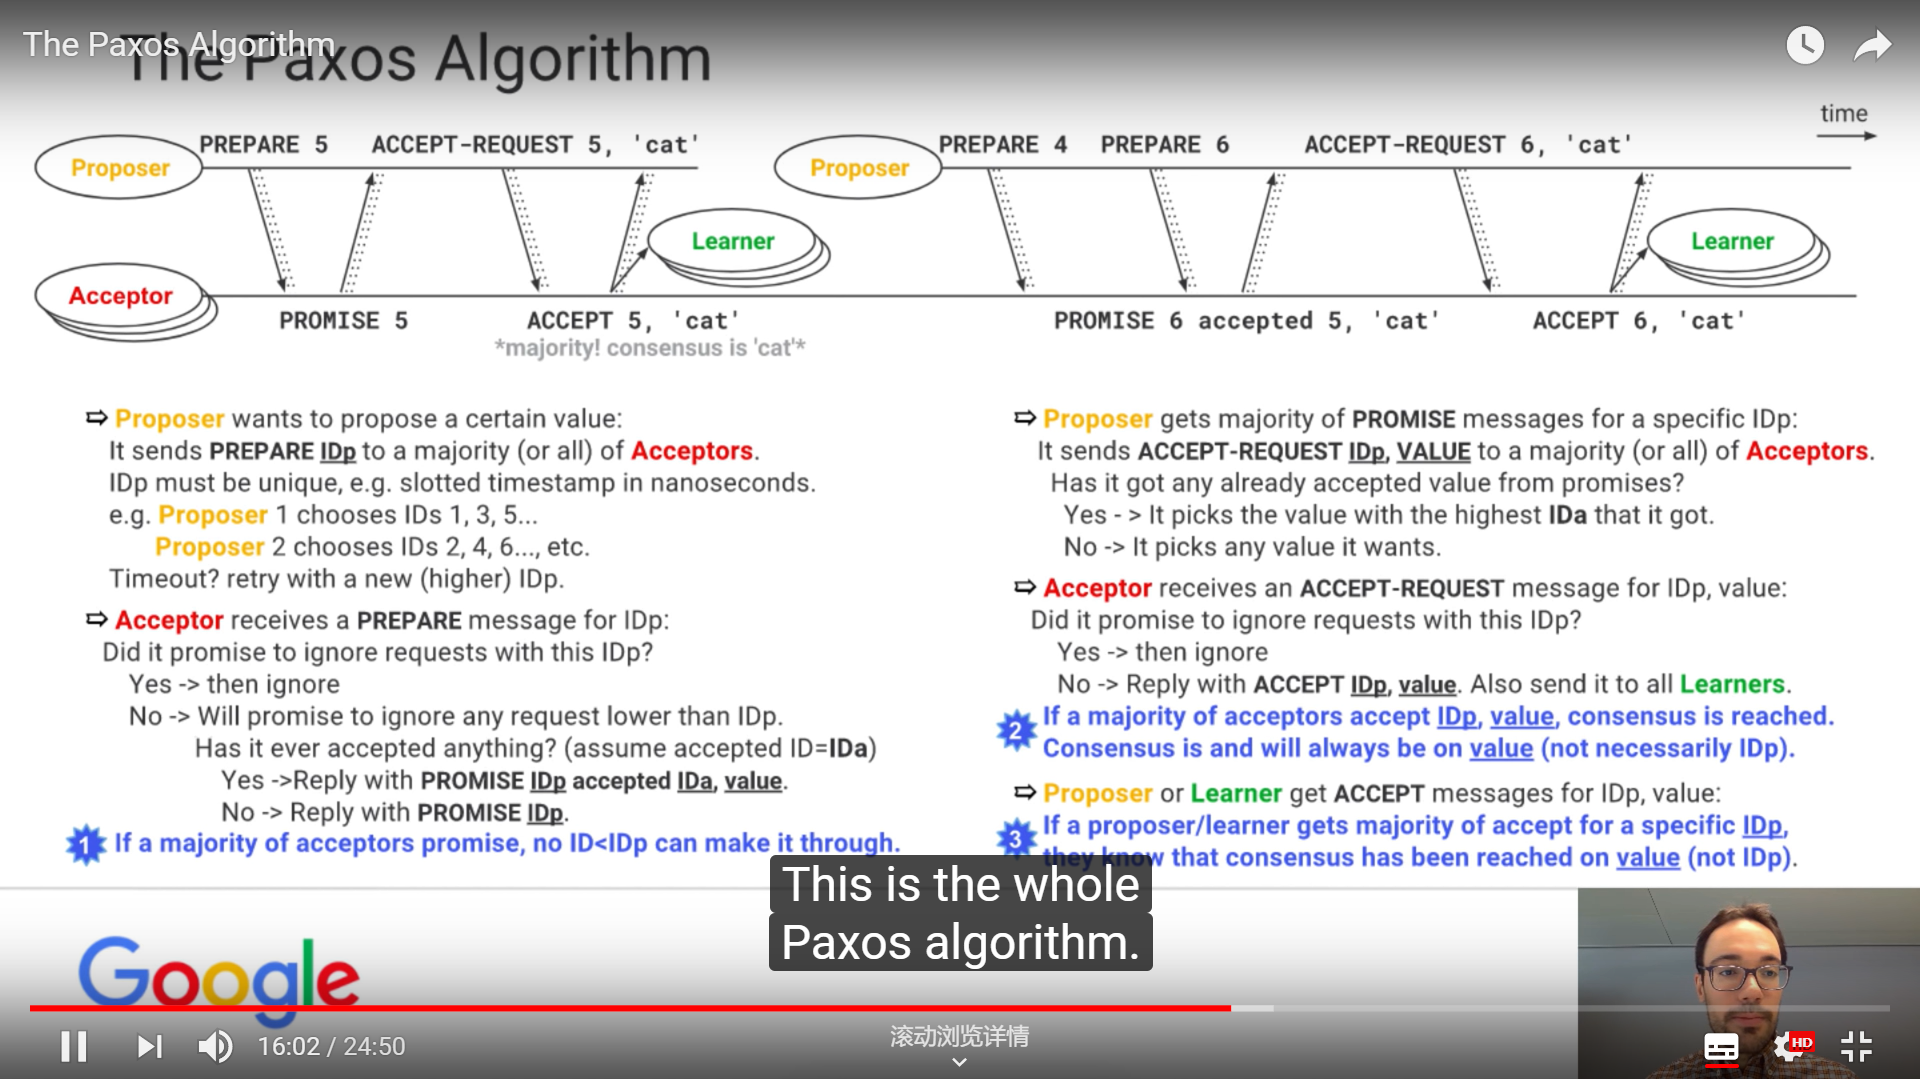 The Paxos Algorithm
The Paxos Algorithm
time
PREPARE 5 ACCEPT-REQUEST 5, 'cat' PREPARE 4 PREPARE 6 ACCEPT-REQUEST 6, 'cat'
Proposer Proposer
Learner Learner
Acceptor
PROMISE 5 ACCEPT 5, 'cat' PROMISE 6 accepted 5, 'cat' ACCEPT 6, 'cat'
*majority! consensus is 'cat'*
⇨ Proposer wants to propose a certain value:
It sends PREPARE IDp to a majority (or all) of Acceptors.
IDp must be unique, e.g. slotted timestamp in nanoseconds.
e.g. Proposer 1 chooses IDs 1, 3, 5...
Proposer 2 chooses IDs 2, 4, 6..., etc.
Timeout? retry with a new (higher) IDp.
⇨ Acceptor receives a PREPARE message for IDp:
Did it promise to ignore requests with this IDp?
Yes -> then ignore
No -> Will promise to ignore any request lower than IDp.
Has it ever accepted anything? (assume accepted ID=IDa)
Yes ->Reply with PROMISE IDp accepted IDa, value.
No -> Reply with PROMISE IDp.
1 If a majority of acceptors promise, no ID<IDp can make it through.
⇨ Proposer gets majority of PROMISE messages for a specific IDp:
It sends ACCEPT-REQUEST IDp, VALUE to a majority (or all) of Acceptors.
Has it got any already accepted value from promises?
Yes - > It picks the value with the highest IDa that it got.
No -> It picks any value it wants.
⇨ Acceptor receives an ACCEPT-REQUEST message for IDp, value:
Did it promise to ignore requests with this IDp?
Yes -> then ignore
No -> Reply with ACCEPT IDp, value. Also send it to all Learners.
2 If a majority of acceptors accept IDp, value, consensus is reached.
Consensus is and will always be on value (not necessarily IDp).
⇨ Proposer or Learner get ACCEPT messages for IDp, value:
3 If a proposer/learner gets majority of accept for a specific IDp,
they know that consensus has been reached on value (not IDp).
This is the whole
Paxos algorithm.
Google
16:02 / 24:50
滚动浏览详情
HD